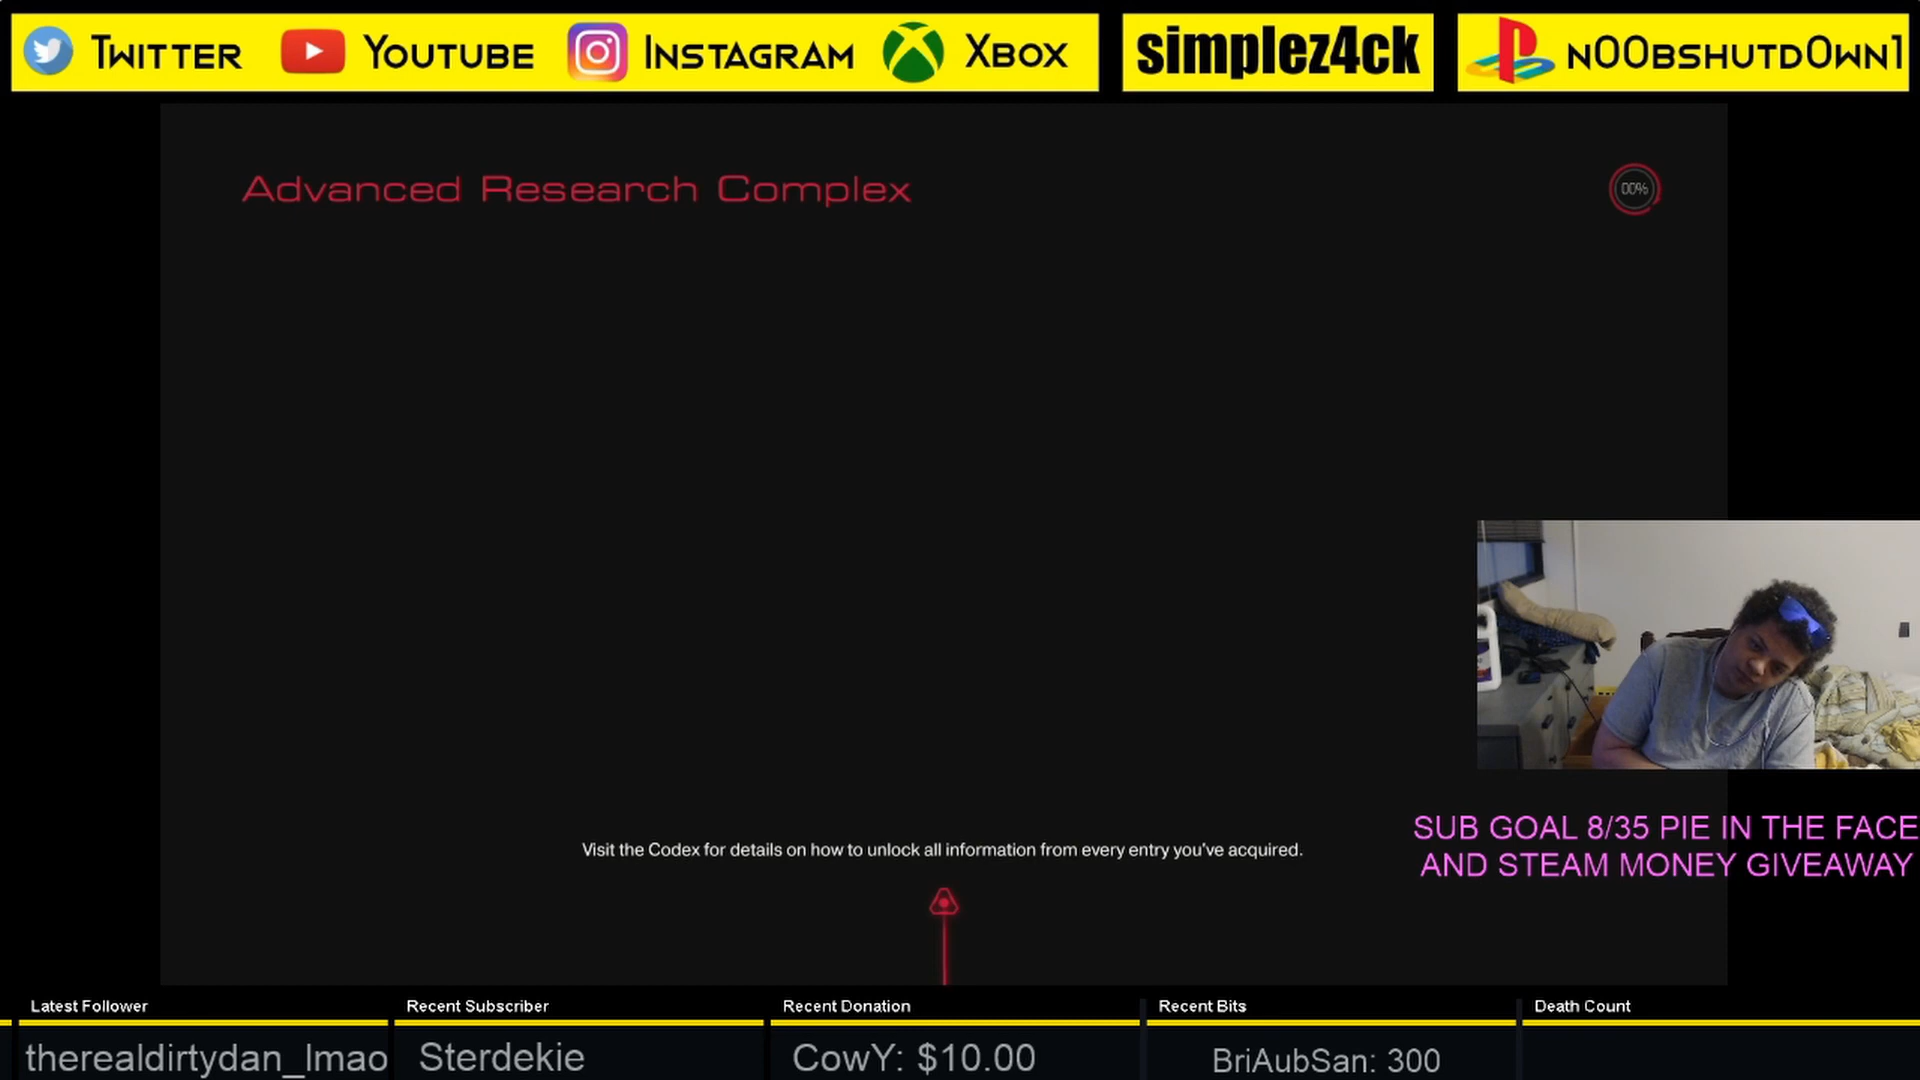 Twitter Youtube Instagram Xbox simplez4ck n00bshutd0wn1
Advanced Research Complex
00%
Visit the Codex for details on how to unlock all information from every entry you've acquired.
SUB GOAL 8/35 PIE IN THE FACE
AND STEAM MONEY GIVEAWAY
Latest Follower Recent Subscriber Recent Donation Recent Bits Death Count
therealdirtydan_lmao Sterdekie CowY: $10.00 BriAubSan: 300